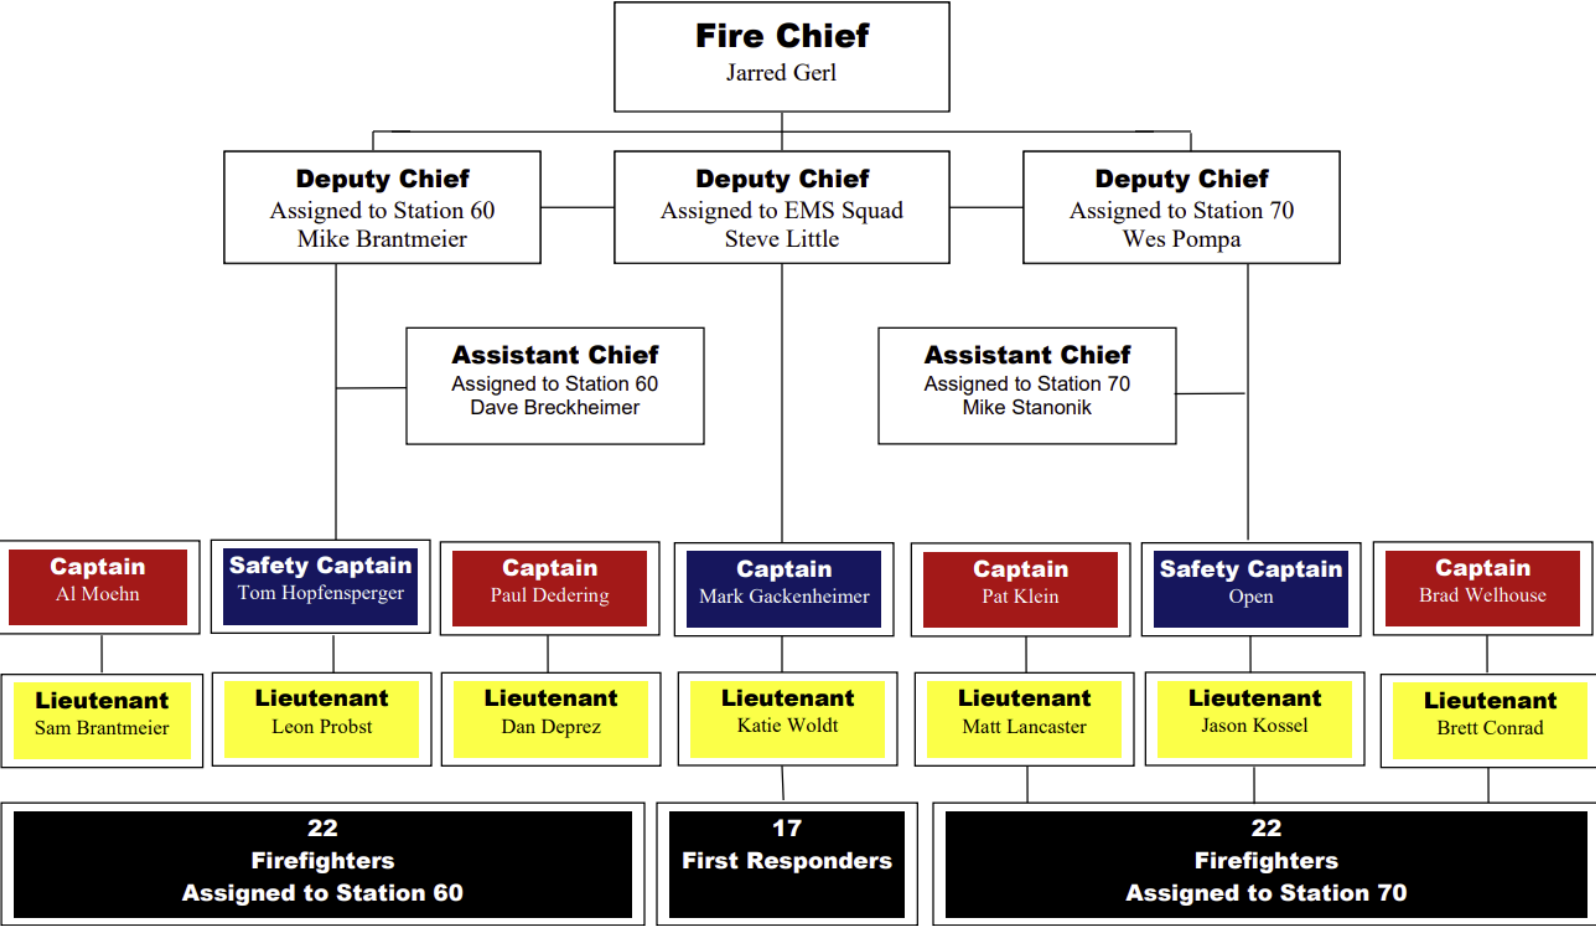 Fire Chief
Jarred Gerl
Deputy Chief
Assigned to Station 60
Mike Brantmeier
Deputy Chief
Assigned to EMS Squad
Steve Little
Deputy Chief
Assigned to Station 70
Wes Pompa
Assistant Chief
Assigned to Station 60
Dave Breckheimer
Assistant Chief
Assigned to Station 70
Mike Stanonik
Captain
Al Moehn
Safety Captain
Tom Hopfensperger
Captain
Paul Dedering
Captain
Mark Gackenheimer
Captain
Pat Klein
Safety Captain
Open
Captain
Brad Welhouse
Lieutenant
Sam Brantmeier
Lieutenant
Leon Probst
Lieutenant
Dan Deprez
Lieutenant
Katie Woldt
Lieutenant
Matt Lancaster
Lieutenant
Jason Kossel
Lieutenant
Brett Conrad
22
Firefighters
Assigned to Station 60
17
First Responders
22
Firefighters
Assigned to Station 70